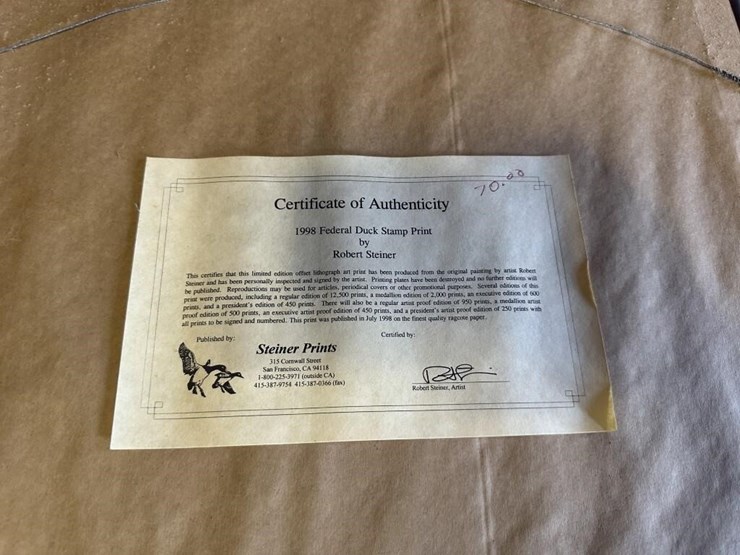 70.00
Certificate of Authenticity
1998 Federal Duck Stamp Print
by
Robert Steiner
This certifies that this limited edition offset lithograph art print has been produced from the original painting by artist Robert
Steiner and has been personally inspected and signed by the artist. Printing plates have been destroyed and no further editions will
be published. Reproductions may be used for articles, periodical covers or other promotional purposes. Several editions of this
print were produced, including a regular edition of 12,500 prints, a medallion edition of 2,000 prints, an executive edition of 600
prints, and a president's edition of 450 prints. There will also be a regular artist proof edition of 950 prints, a medallion artist
proof edition of 500 prints, an executive artist proof edition of 450 prints, and a president's artist proof edition of 250 prints with
all prints to be signed and numbered. This print was published in July 1998 on the finest quality ragcoin paper.
Published by:
Certified by:
Steiner Prints
315 Cornwall Street
San Francisco, CA 94118
1-800-225-3971 (outside CA)
415-387-9754 415-387-0366 (fax)
Robert Steiner, Artist